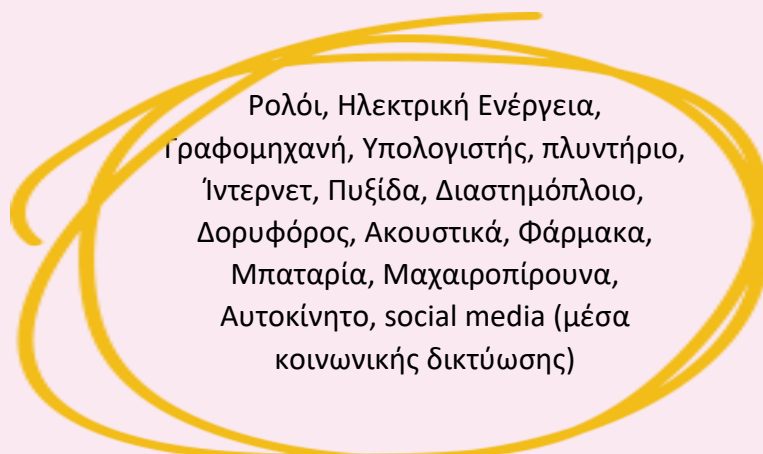 Ρολόι, Ηλεκτρική Ενέργεια,
Γραφομηχανή, Υπολογιστής, πλυντήριο,
Ίντερνετ, Πυξίδα, Διαστημόπλοιο,
Δορυφόρος, Ακουστικά, Φάρμακα,
Μπαταρία, Μαχαιροπίρουνα,
Αυτοκίνητο, social media (μέσα
κοινωνικής δικτύωσης)